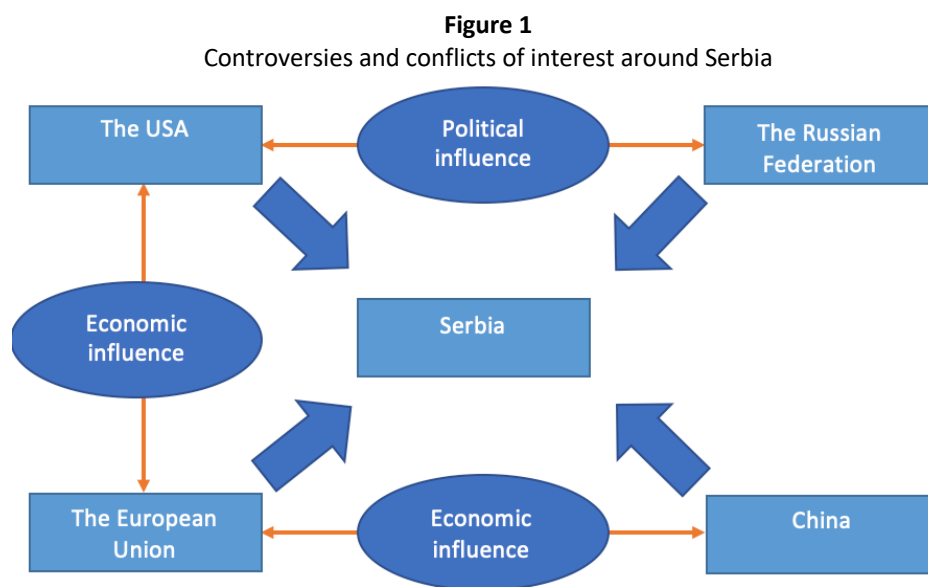 Figure 1
Controversies and conflicts of interest around Serbia
The USA
Political
influence
The Russian
Federation
Economic
influence
Serbia
The European
Union
Economic
influence
China